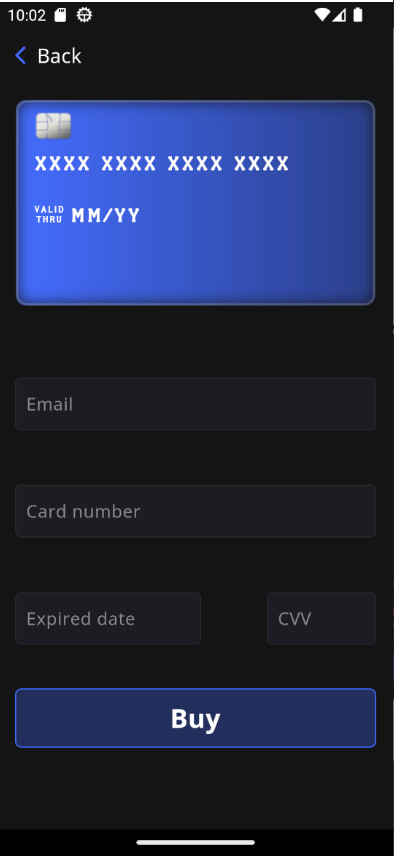 10:02
Back
XXXX XXXX XXXX XXXX
VALID
THRU MM/YY
Email
Card number
Expired date CVV
Buy